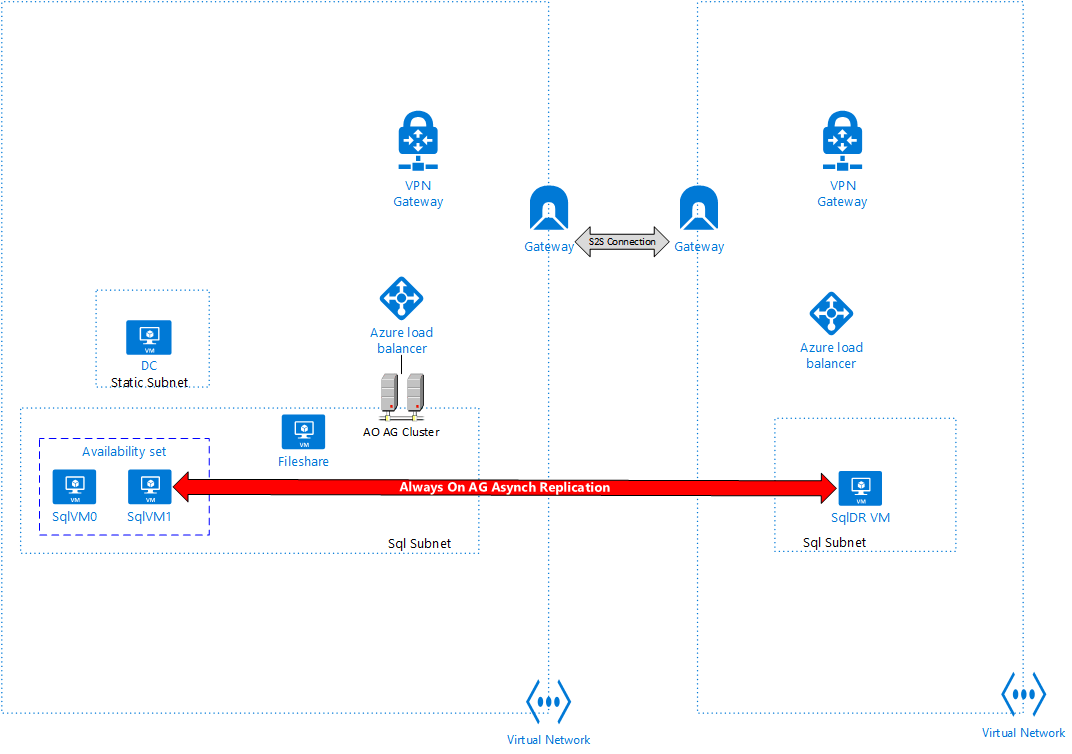 VPN
Gateway
VPN
Gateway
Gateway
S2S Connection
Gateway
Azure load
balancer
Azure load
balancer
VM
DC
Static Subnet
AO AG Cluster
VM
Fileshare
Availability set
VM
SqlVM0
VM
SqlVM1
Always On AG Asynch Replication
VM
SqlDR VM
Sql Subnet
Sql Subnet
Virtual Network
Virtual Network